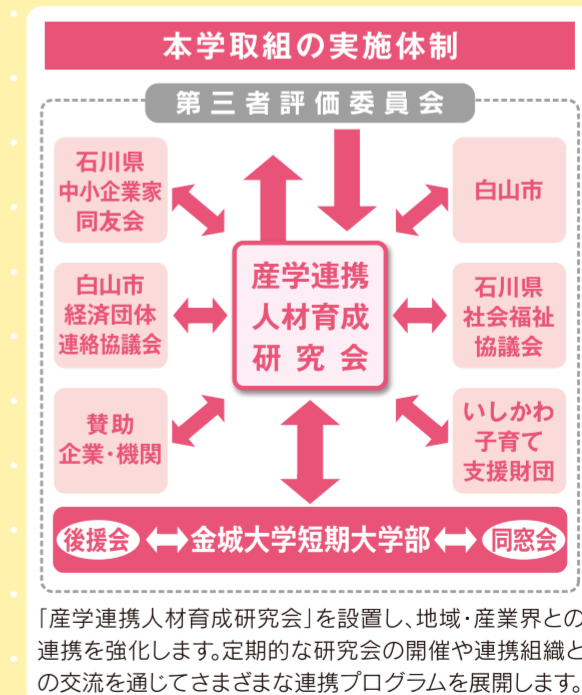 本学取組の実施体制
第三者評価委員会
石川県
中小企業家
同友会
白山市
産学連携
人材育成
研究会
白山市
経済団体
連絡協議会
石川県
社会福祉
協議会
賛助
企業・機関
いしかわ
子育て
支援財団
後援会 金城大学短期大学部 同窓会
「産学連携人材育成研究会」を設置し、地域・産業界との
連携を強化します。定期的な研究会の開催や連携組織と
の交流を通じてさまざまな連携プログラムを展開します。